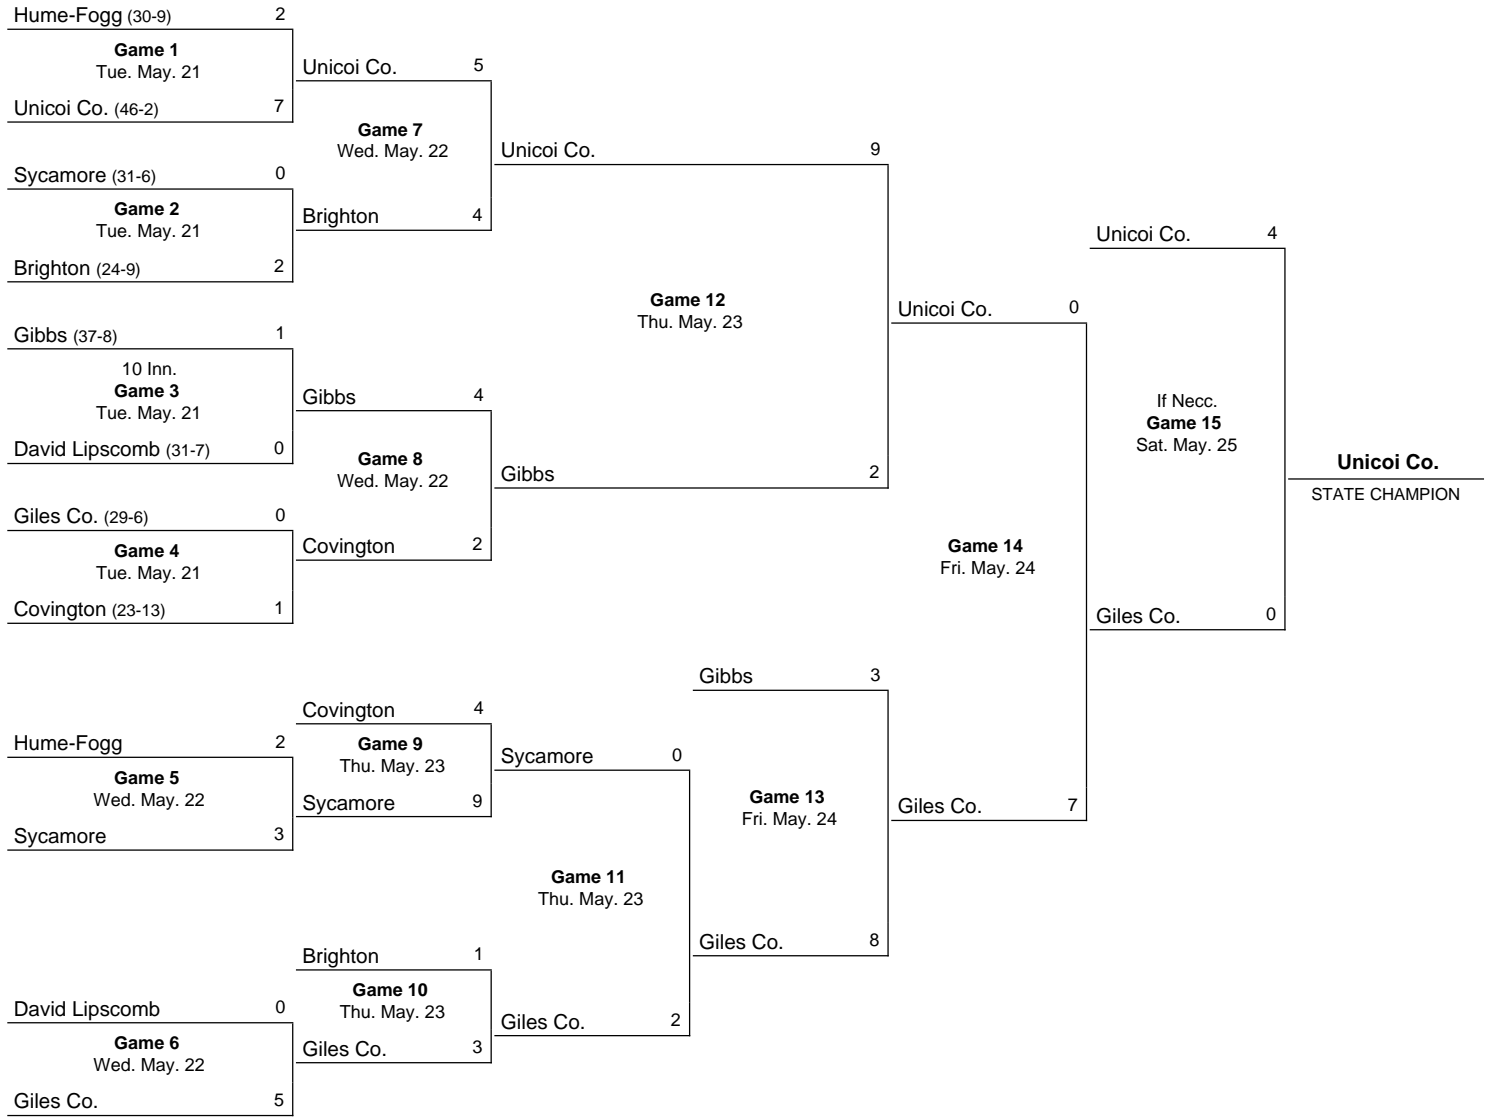 Hume-Fogg (30-9) 2
Game 1
Tue. May. 21
Unicoi Co. (46-2) 7
Sycamore (31-6) 0
Game 2
Tue. May. 21
Brighton (24-9) 2
Gibbs (37-8) 1
10 Inn.
Game 3
Tue. May. 21
David Lipscomb (31-7) 0
Giles Co. (29-6) 0
Game 4
Tue. May. 21
Covington (23-13) 1
Hume-Fogg 2
Game 5
Wed. May. 22
Sycamore 3
David Lipscomb 0
Game 6
Wed. May. 22
Giles Co. 5
Unicoi Co. 5
Game 7
Wed. May. 22
Brighton 4
Gibbs 4
Game 8
Wed. May. 22
Covington 2
Covington 4
Game 9
Thu. May. 23
Sycamore 9
Brighton 1
Game 10
Thu. May. 23
Giles Co. 3
Unicoi Co. 9
Game 12
Thu. May. 23
Gibbs 2
Sycamore 0
Game 11
Thu. May. 23
Giles Co. 2
Gibbs 3
Game 13
Fri. May. 24
Giles Co. 8
Unicoi Co. 0
Game 14
Fri. May. 24
Giles Co. 7
Unicoi Co. 4
If Necc.
Game 15
Sat. May. 25
Giles Co. 0
Unicoi Co.
STATE CHAMPION